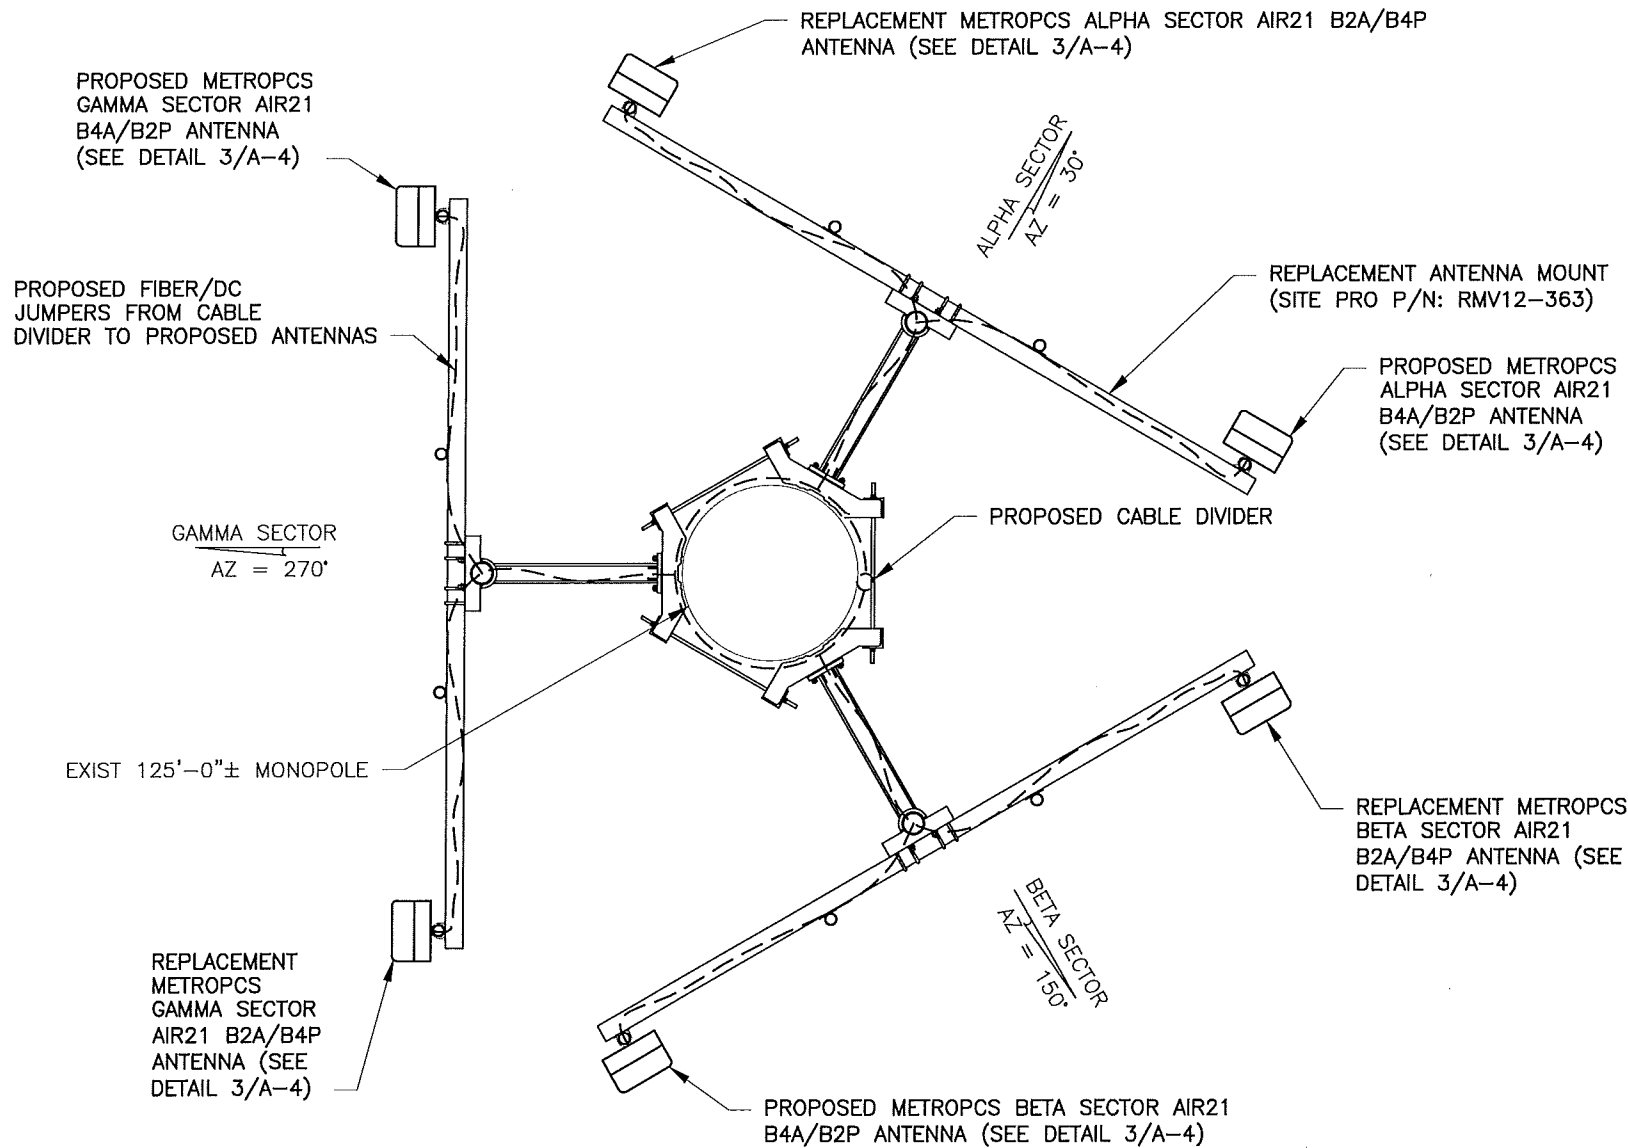 REPLACEMENT METROPCS ALPHA SECTOR AIR21 B2A/B4P
ANTENNA (SEE DETAIL 3/A-4)
PROPOSED METROPCS
GAMMA SECTOR AIR21
B4A/B2P ANTENNA
(SEE DETAIL 3/A-4)
ALPHA SECTOR
AZ = 30°
PROPOSED FIBER/DC
JUMPERS FROM CABLE
DIVIDER TO PROPOSED ANTENNAS
REPLACEMENT ANTENNA MOUNT
(SITE PRO P/N: RMV12-363)
PROPOSED METROPCS
ALPHA SECTOR AIR21
B4A/B2P ANTENNA
(SEE DETAIL 3/A-4)
PROPOSED CABLE DIVIDER
GAMMA SECTOR
AZ = 270°
EXIST 125'-0"± MONOPOLE
REPLACEMENT METROPCS
BETA SECTOR AIR21
B2A/B4P ANTENNA (SEE
DETAIL 3/A-4)
BETA SECTOR
AZ = 150°
REPLACEMENT
METROPCS
GAMMA SECTOR
AIR21 B2A/B4P
ANTENNA (SEE
DETAIL 3/A-4)
PROPOSED METROPCS BETA SECTOR AIR21
B4A/B2P ANTENNA (SEE DETAIL 3/A-4)